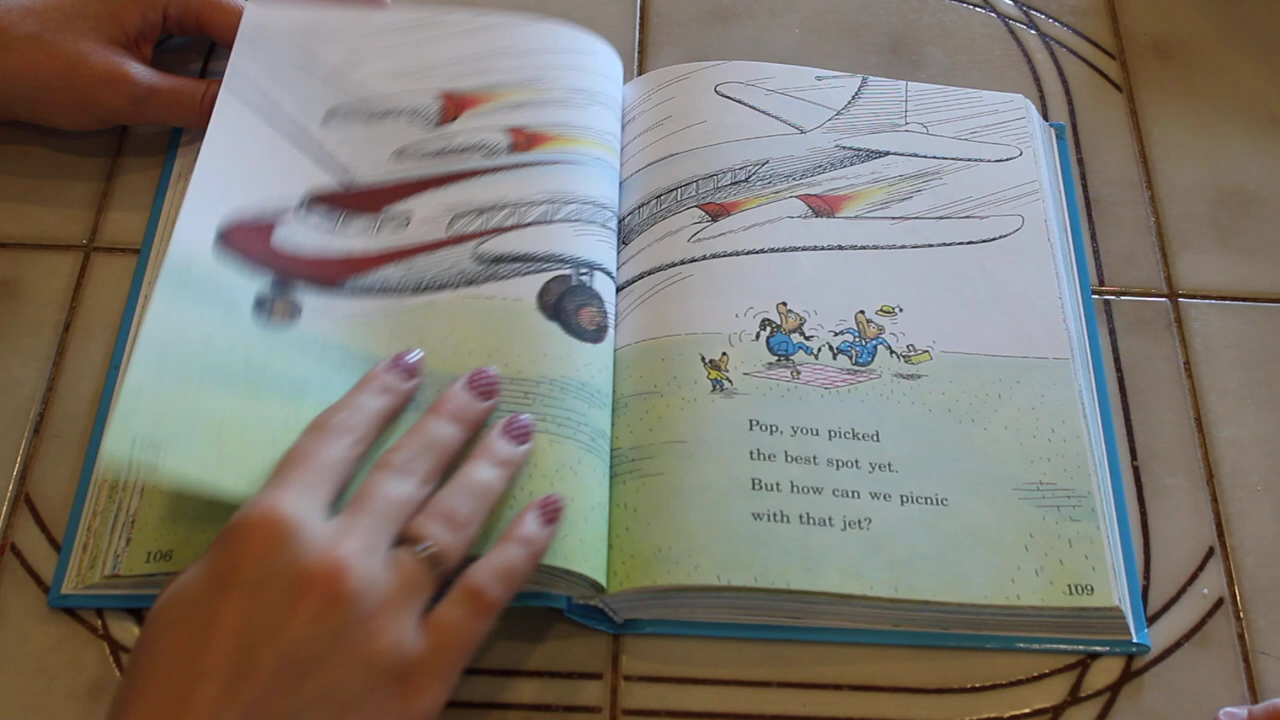 106
Pop, you picked
the best spot yet.
But how can we picnic
with that jet?
109